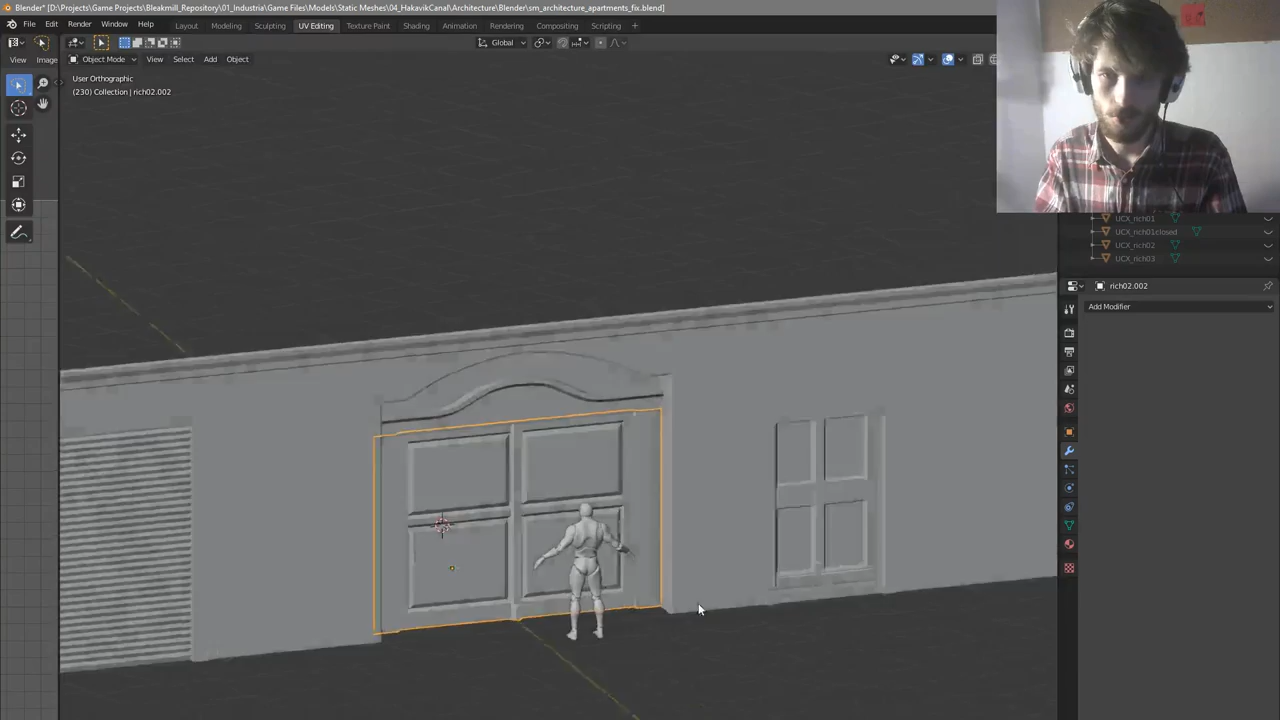 Blender* [D:\Projects\Game Projects\Bleakmill_Repository\01_Industria\Game Files\Models\Static Meshes\04_HakavikCanal\Architecture\Blender\sm_architecture_apartments_fix.blend]
File Edit Render Window Help Layout Modeling Sculpting UV Editing Texture Paint Shading Animation Rendering Compositing Scripting
Global
View Image Object Mode View Select Add Object
User Orthographic
(230) Collection | rich02.002
UCX_rich01
UCX_rich01closed
UCX_rich02
UCX_rich03
rich02.002
Add Modifier